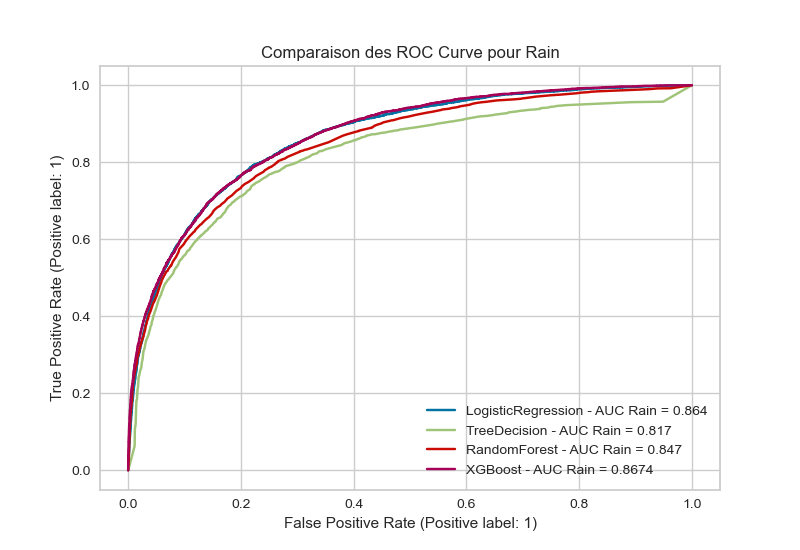 Comparaison des ROC Curve pour Rain
True Positive Rate (Positive label: 1)
1.0
0.8
0.6
0.4
0.2
0.0
LogisticRegression - AUC Rain = 0.864
TreeDecision - AUC Rain = 0.817
RandomForest - AUC Rain = 0.847
XGBoost - AUC Rain = 0.8674
0.0 0.2 0.4 0.6 0.8 1.0
False Positive Rate (Positive label: 1)